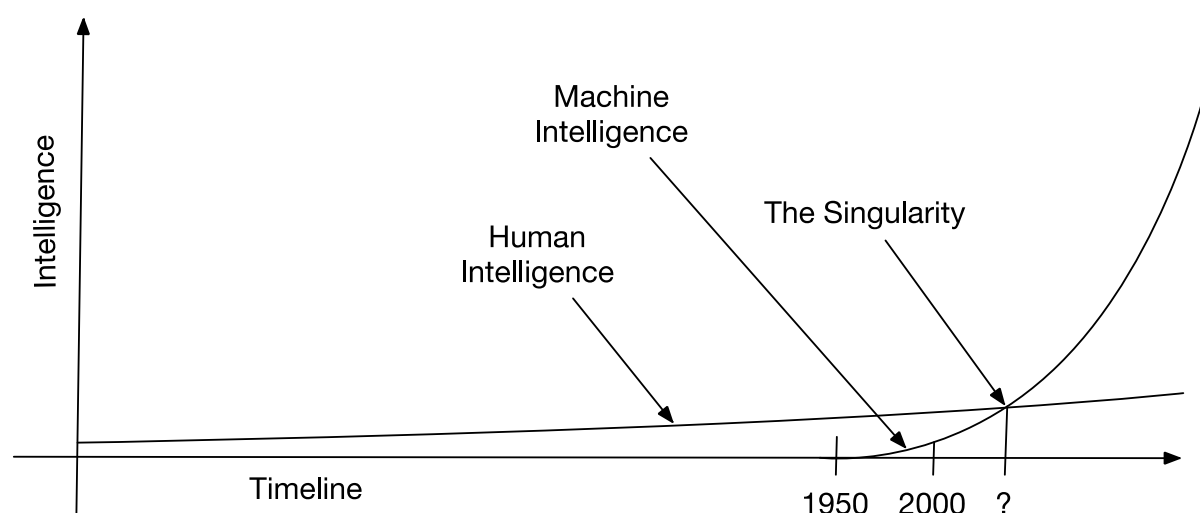 Machine
Intelligence
Intelligence
The Singularity
Human
Intelligence
Timeline
1950
2000
?